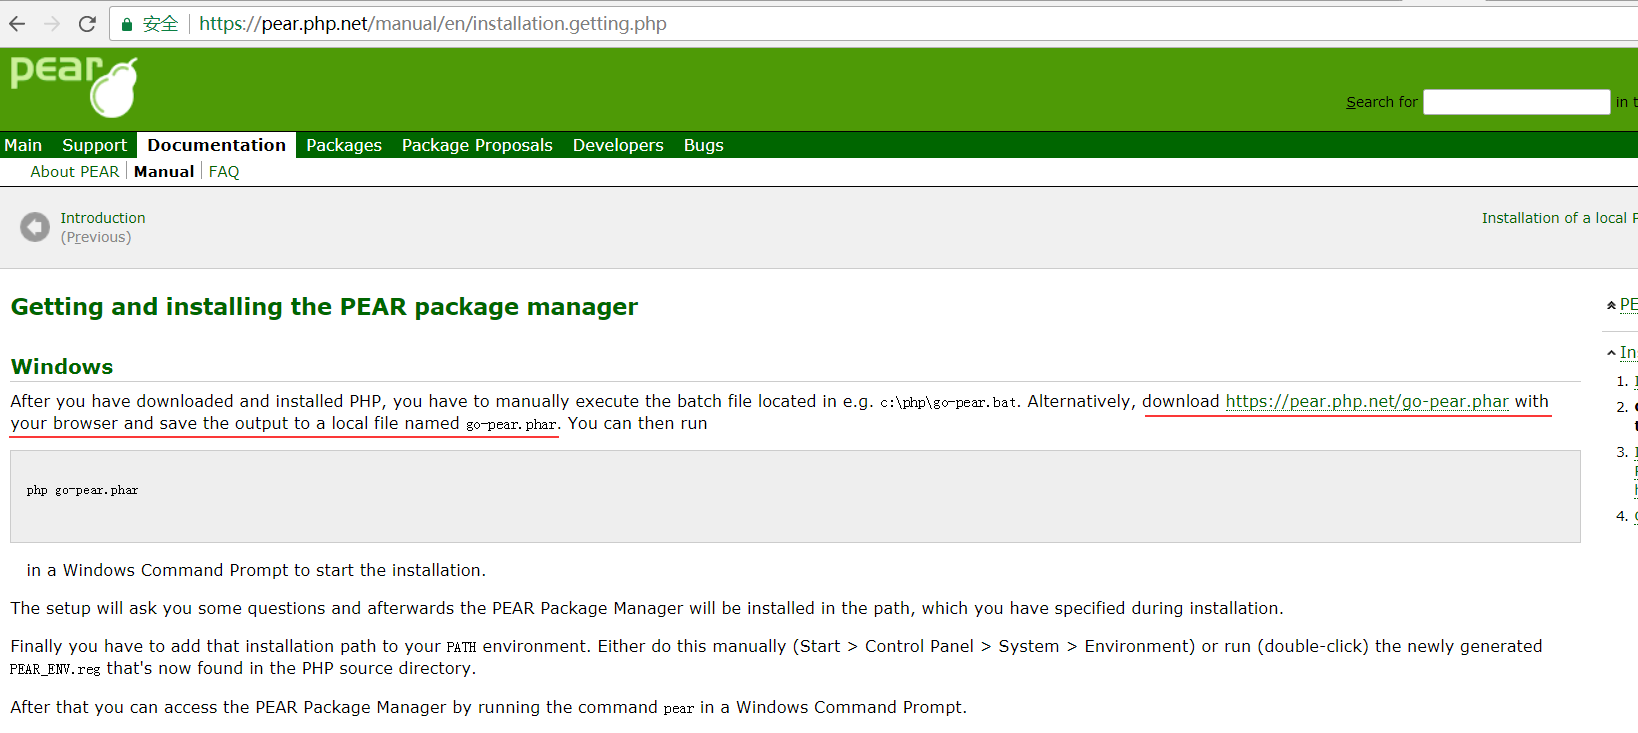 安全 https://pear.php.net/manual/en/installation.getting.php
pear
Search for in t
Main Support Documentation Packages Package Proposals Developers Bugs
About PEAR Manual FAQ
Introduction
(Previous)
Installation of a local P
Getting and installing the PEAR package manager
PE
Windows
In
After you have downloaded and installed PHP, you have to manually execute the batch file located in e.g. c:\php\go-pear.bat. Alternatively, download https://pear.php.net/go-pear.phar with
your browser and save the output to a local file named go-pear.phar. You can then run
1.
2.
3.
4.
php go-pear.phar
in a Windows Command Prompt to start the installation.
The setup will ask you some questions and afterwards the PEAR Package Manager will be installed in the path, which you have specified during installation.
Finally you have to add that installation path to your PATH environment. Either do this manually (Start > Control Panel > System > Environment) or run (double-click) the newly generated
PEAR_ENV.reg that's now found in the PHP source directory.
After that you can access the PEAR Package Manager by running the command pear in a Windows Command Prompt.